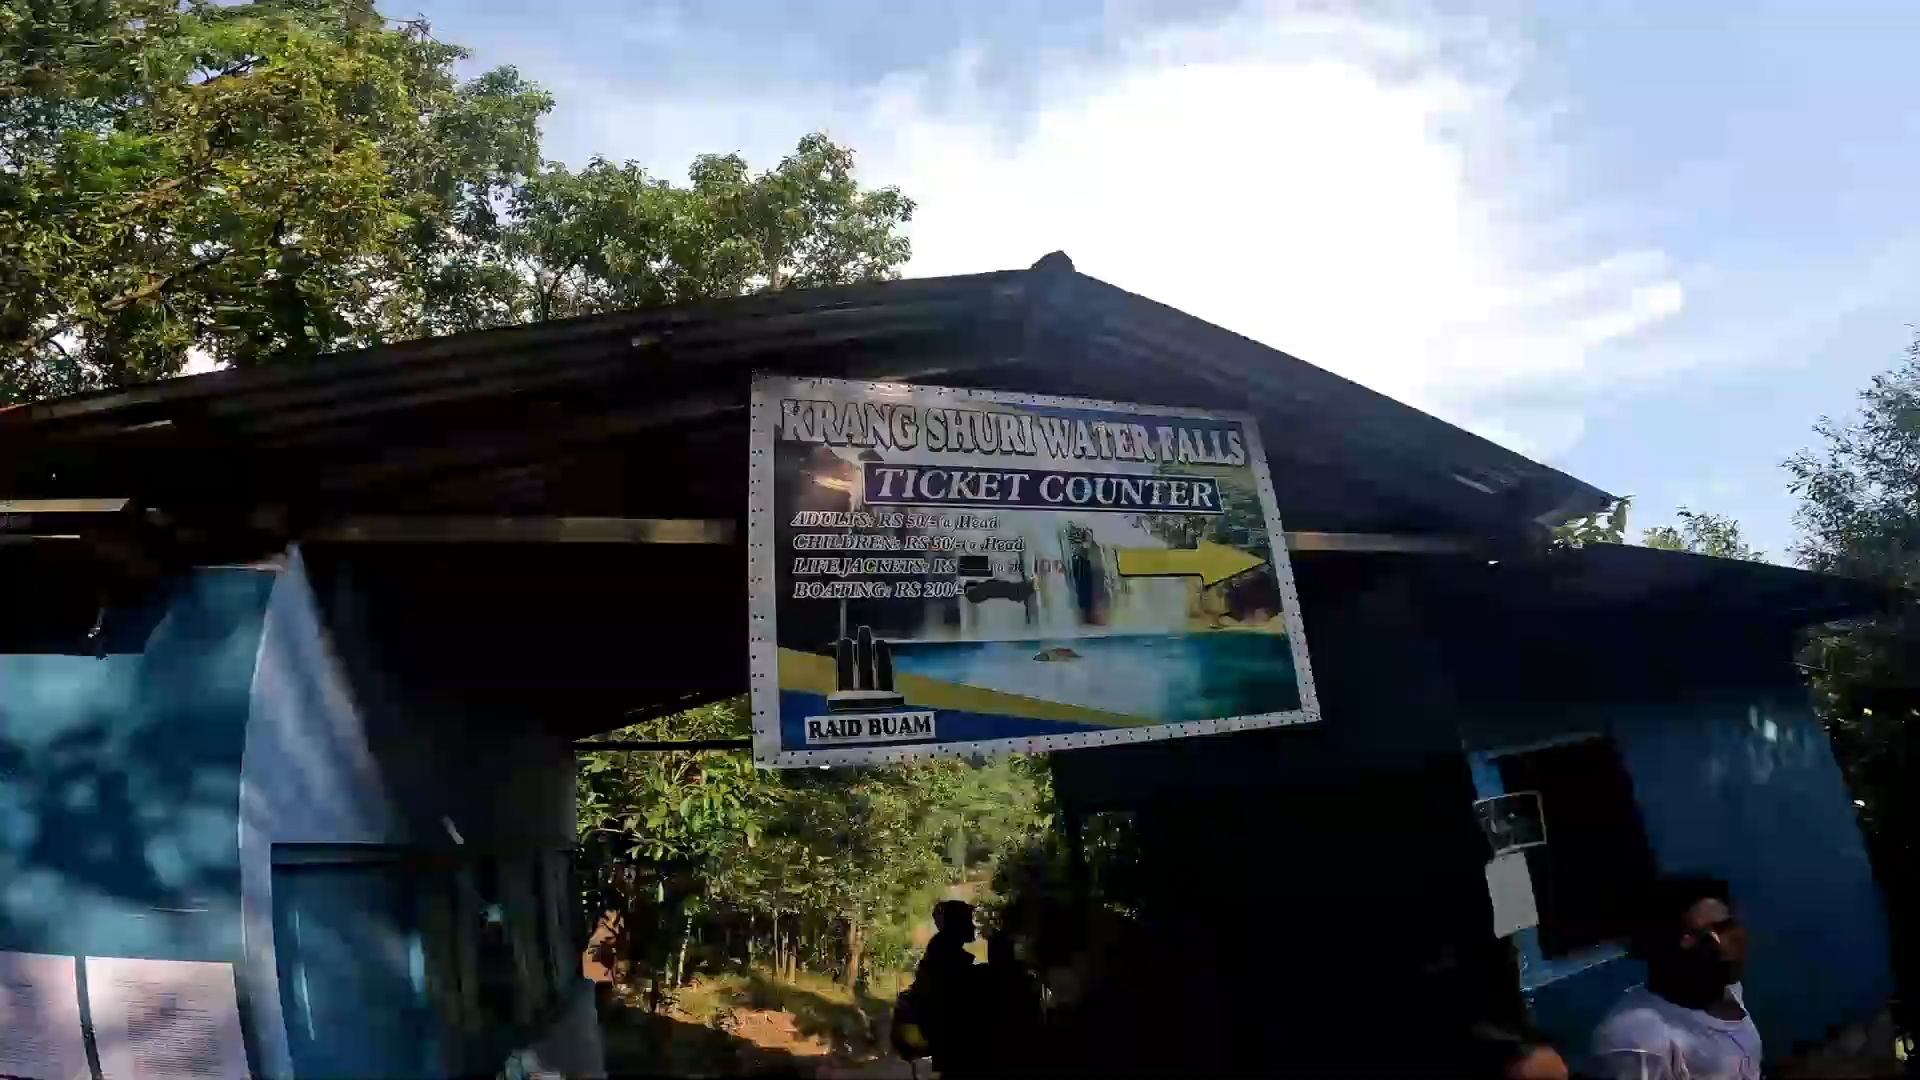 KRANG SHURI WATER FALLS
TICKET COUNTER
ADULTS: RS 50/-@ Head
CHILDREN: RS 30/-@ Head
LIFE JACKETS: RS
BOATING: RS 200/-
RAID BUAM